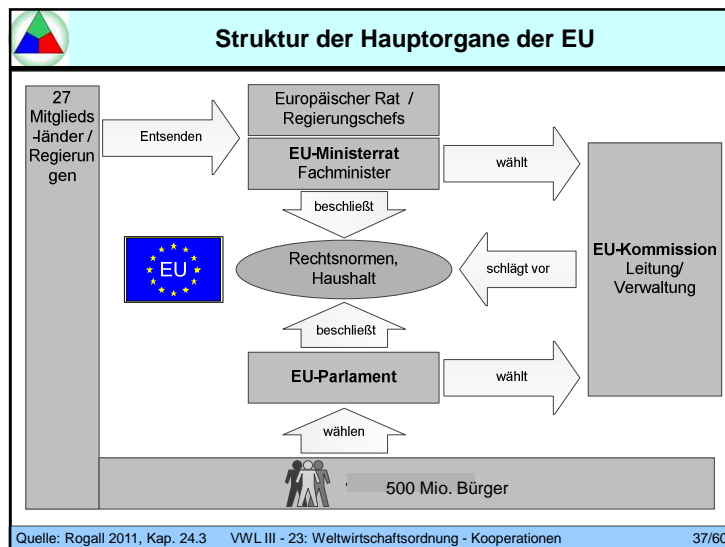 Struktur der Hauptorgane der EU
27
Mitglieds
-länder /
Regierun
gen
Entsenden
Europäischer Rat /
Regierungschefs
EU-Ministerrat
Fachminister
wählt
beschließt
EU
Rechtsnormen,
Haushalt
schlägt vor
EU-Kommission
Leitung/
Verwaltung
beschließt
EU-Parlament
wählt
wählen
500 Mio. Bürger
Quelle: Rogall 2011, Kap. 24.3 VWL III - 23: Weltwirtschaftsordnung - Kooperationen 37/60